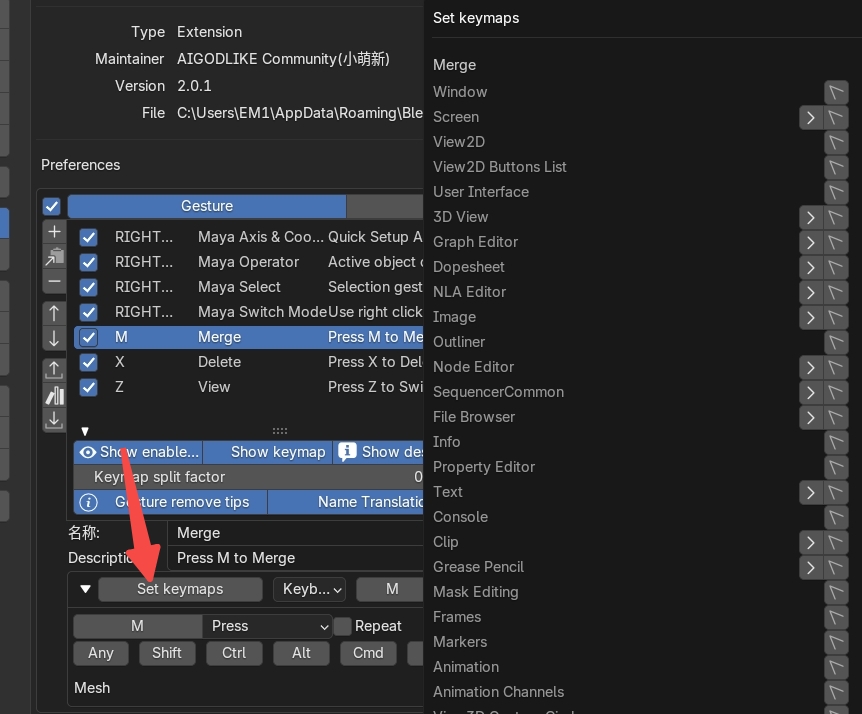 Type Extension
Maintainer AIGODLIKE Community(小萌新)
Version 2.0.1
File C:\Users\EM1\AppData\Roaming\Ble
Preferences
Gesture
RIGHT... Maya Axis & Coo... Quick Setup A
RIGHT... Maya Operator Active object
RIGHT... Maya Select Selection gest
RIGHT... Maya Switch Mode Use right click
M Merge Press M to Me
X Delete Press X to Del
Z View Press Z to Swi
Show enable... Show keymap Show de
Keymap split factor 0
Gesture remove tips Name Translatio
名称: Merge
Description Press M to Merge
Set keymaps Keyb... M
M Press Repeat
Any Shift Ctrl Alt Cmd
Mesh
Set keymaps
Merge
Window
Screen
View2D
View2D Buttons List
User Interface
3D View
Graph Editor
Dopesheet
NLA Editor
Image
Outliner
Node Editor
SequencerCommon
File Browser
Info
Property Editor
Text
Console
Clip
Grease Pencil
Mask Editing
Frames
Markers
Animation
Animation Channels